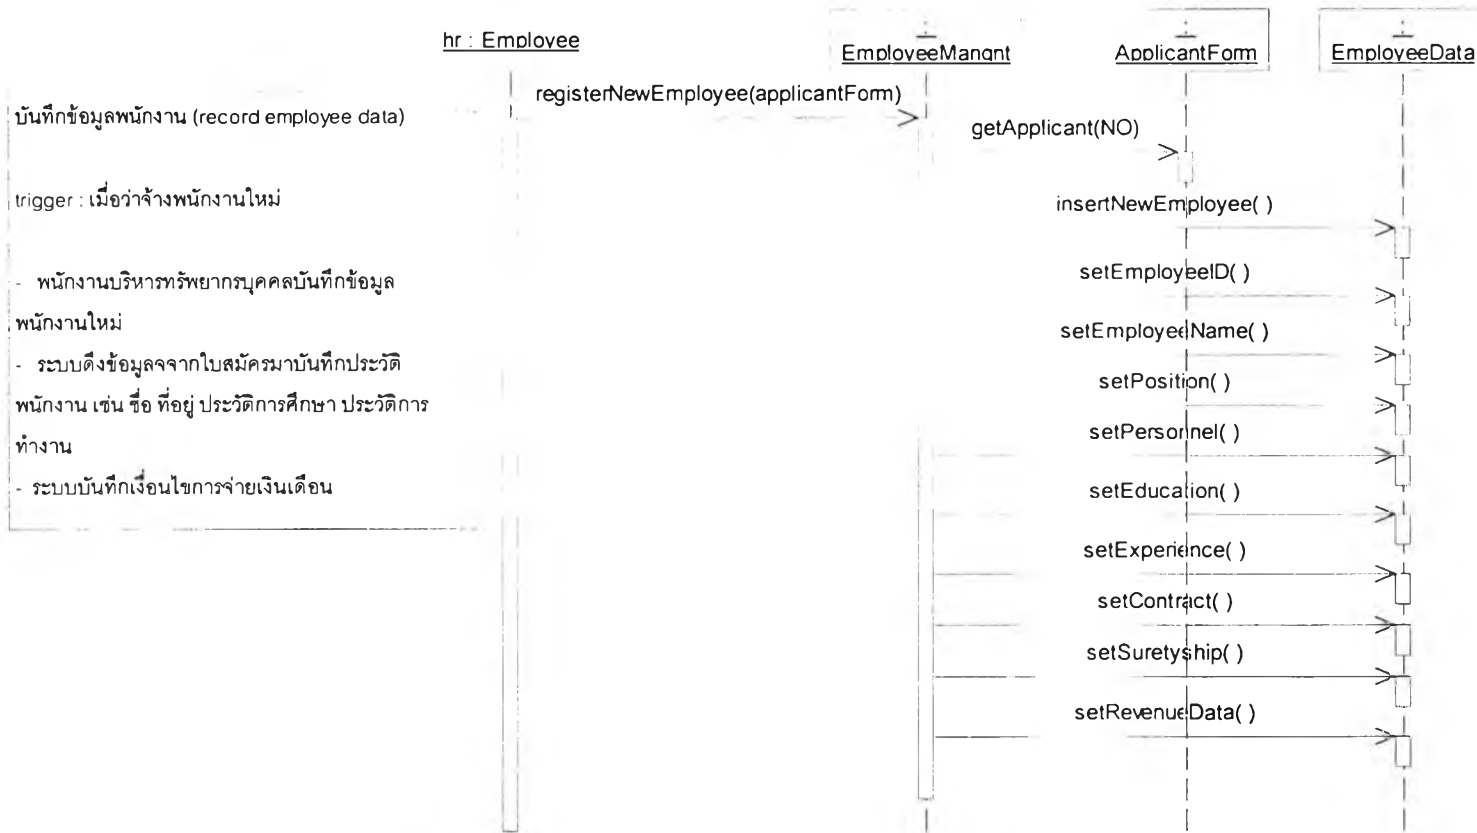 hr : Employee
EmployeeMangnt
ApplicantForm
EmployeeData
registerNewEmployee(applicantForm)
getApplicant(NO)
insertNewEmployee( )
setEmployeeID( )
setEmployeeName( )
setPosition( )
setPersonnel( )
setEducation( )
setExperience( )
setContract( )
setSuretyship( )
setRevenueData( )
บันทึกข้อมูลพนักงาน (record employee data)
trigger : เมื่อว่าจ้างพนักงานใหม่
- พนักงานบริหารทรัพยากรบุคคลบันทึกข้อมูล
พนักงานใหม่
- ระบบดึงข้อมูลจจากใบสมัครมาบันทึกประวัติ
พนักงาน เช่น ชื่อ ที่อยู่ ประวัติการศึกษา ประวัติการ
ทำงาน
- ระบบบันทึกเงื่อนไขการจ่ายเงินเดือน